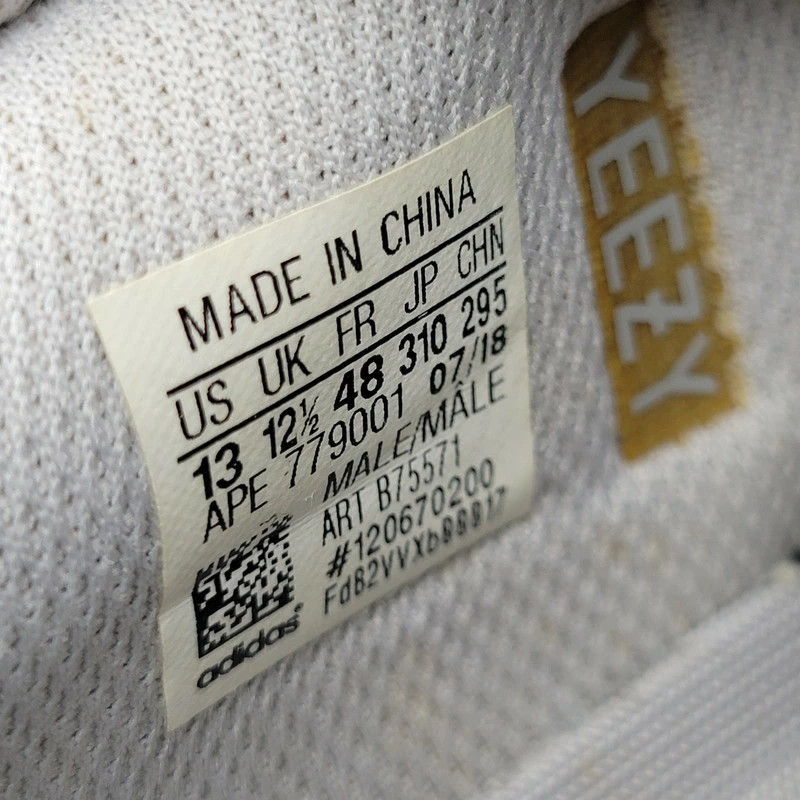 MADE IN CHINA
US UK FR JP CHN
13 12½ 48 310 295
APE 779001 07/18
MALE/MÂLE
ART B75571
#120670200
adidas
YEEZY